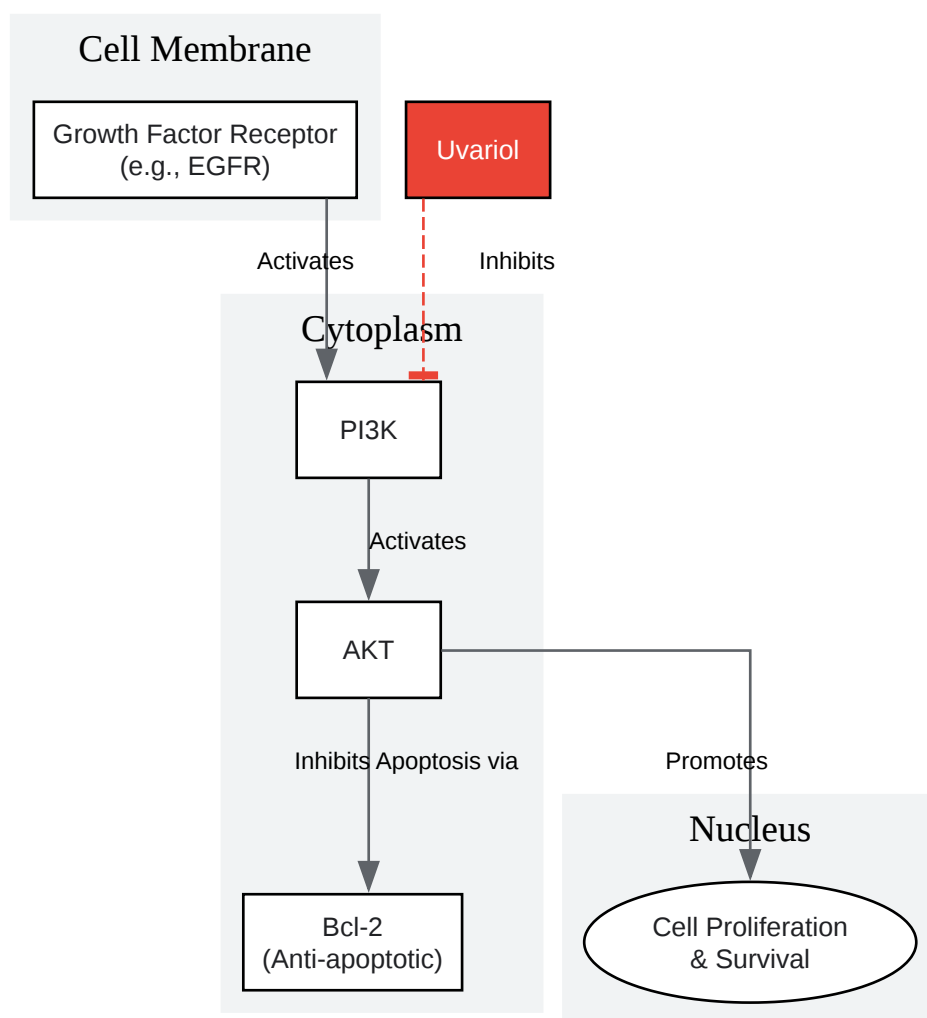 Cell Membrane
Growth Factor Receptor
(e.g., EGFR)
Uvariol
Activates
Inhibits
Cytoplasm
PI3K
Activates
AKT
Inhibits Apoptosis via
Promotes
Nucleus
Bcl-2
(Anti-apoptotic)
Cell Proliferation
& Survival